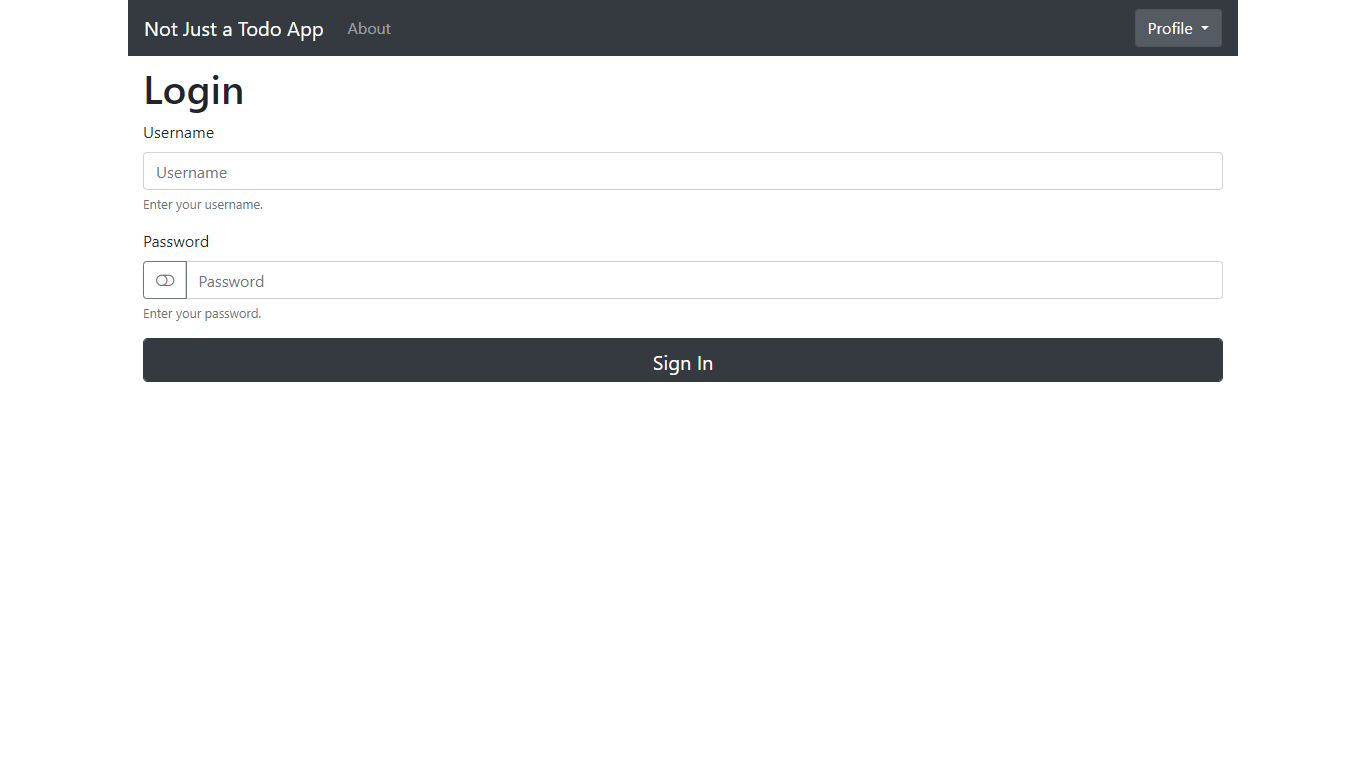 Not Just a Todo App About Profile
Login
Username
Username
Enter your username.
Password
Password
Enter your password.
Sign In